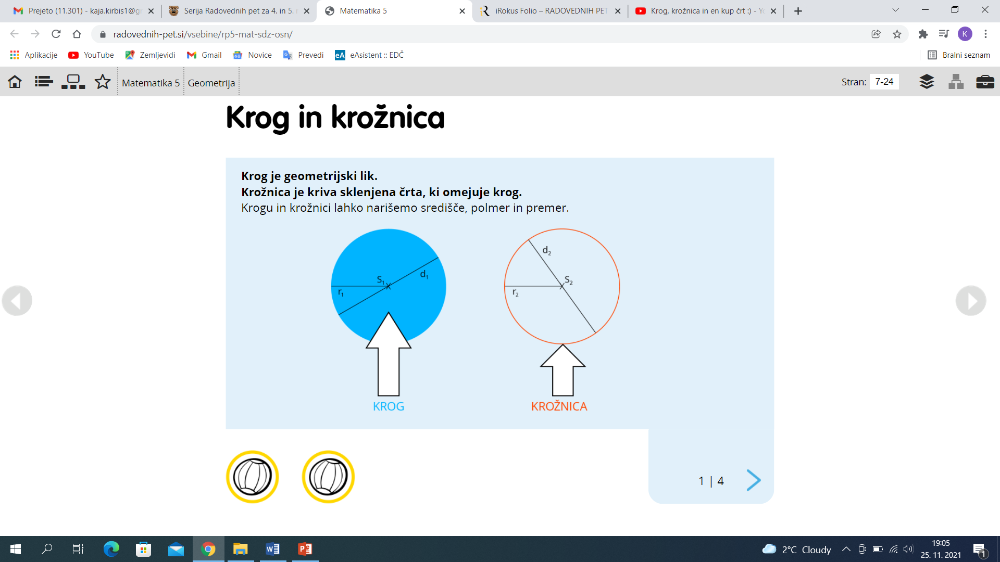 Prejeto (11.301) - kaja.kirbis1@g
Serija Radovednih pet za 4. in 5.
Matematika 5
iRokus Folio – RADOVEDNIH PET
Krog, krožnica in en kup črt :) - Yo
radovednih-pet.si/vsebine/rp5-mat-sdz-osn/
K
Aplikacije
YouTube
Zemljevidi
Gmail
Novice
Prevedi
eA
eAsistent :: EDČ
Bralni seznam
Matematika 5
Geometrija
Stran: 7-24
Krog in krožnica
Krog je geometrijski lik.
Krožnica je kriva sklenjena črta, ki omejuje krog.
Krogu in krožnici lahko narišemo središče, polmer in premer.
S₁
d₁
r₁
d₂
S₂
r₂
KROG
KROŽNICA
1 | 4
2°C Cloudy
19:05
25. 11. 2021
1